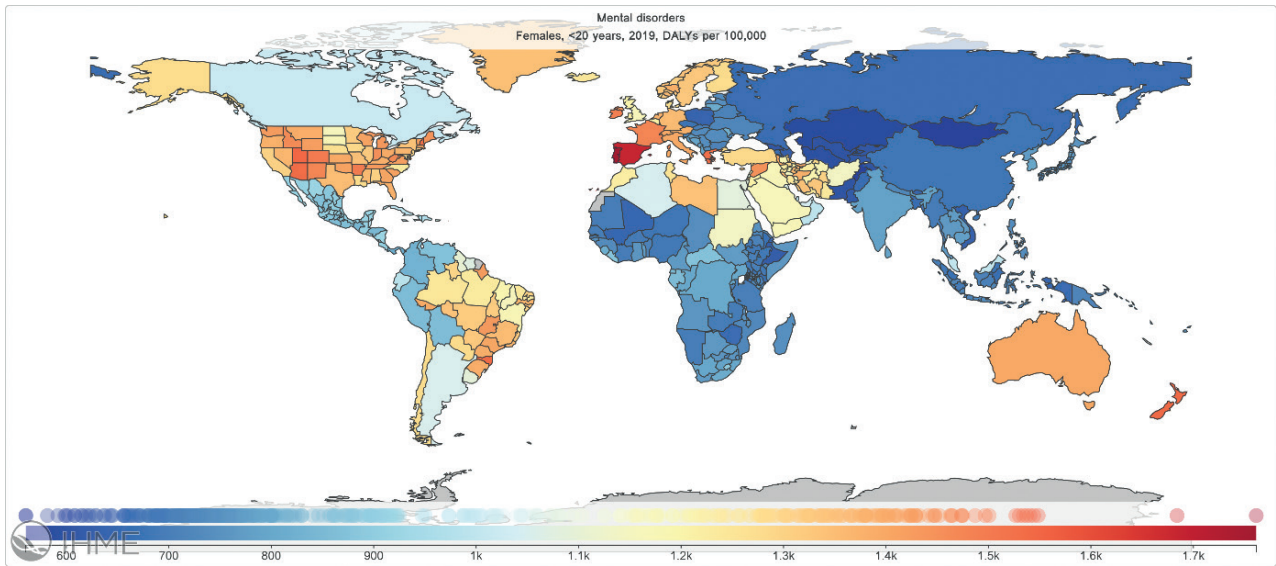 Mental disorders
Females, <20 years, 2019, DALYs per 100,000
IHME
600 700 800 900 1k 1.1k 1.2k 1.3k 1.4k 1.5k 1.6k 1.7k